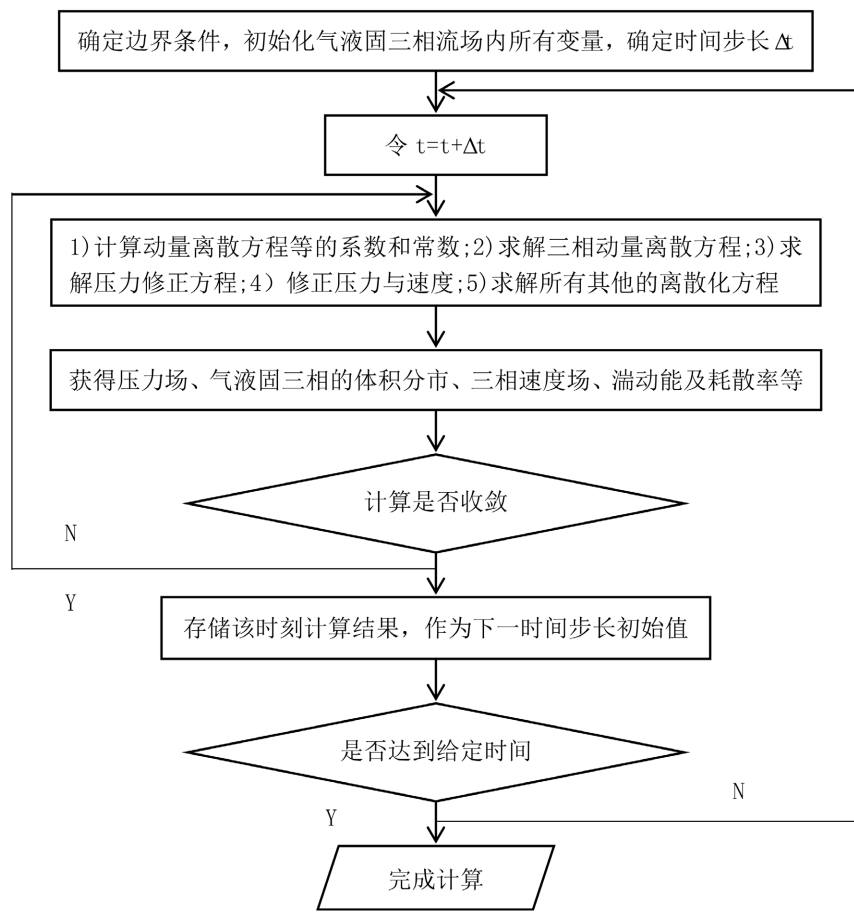 确定边界条件，初始化气液固三相流场内所有变量，确定时间步长Δt
令 t=t+Δt
1)计算动量离散方程等的系数和常数;2)求解三相动量离散方程;3)求
解压力修正方程;4）修正压力与速度;5)求解所有其他的离散化方程
获得压力场、气液固三相的体积分市、三相速度场、湍动能及耗散率等
计算是否收敛
N
Y
存储该时刻计算结果，作为下一时间步长初始值
是否达到给定时间
N
Y
完成计算